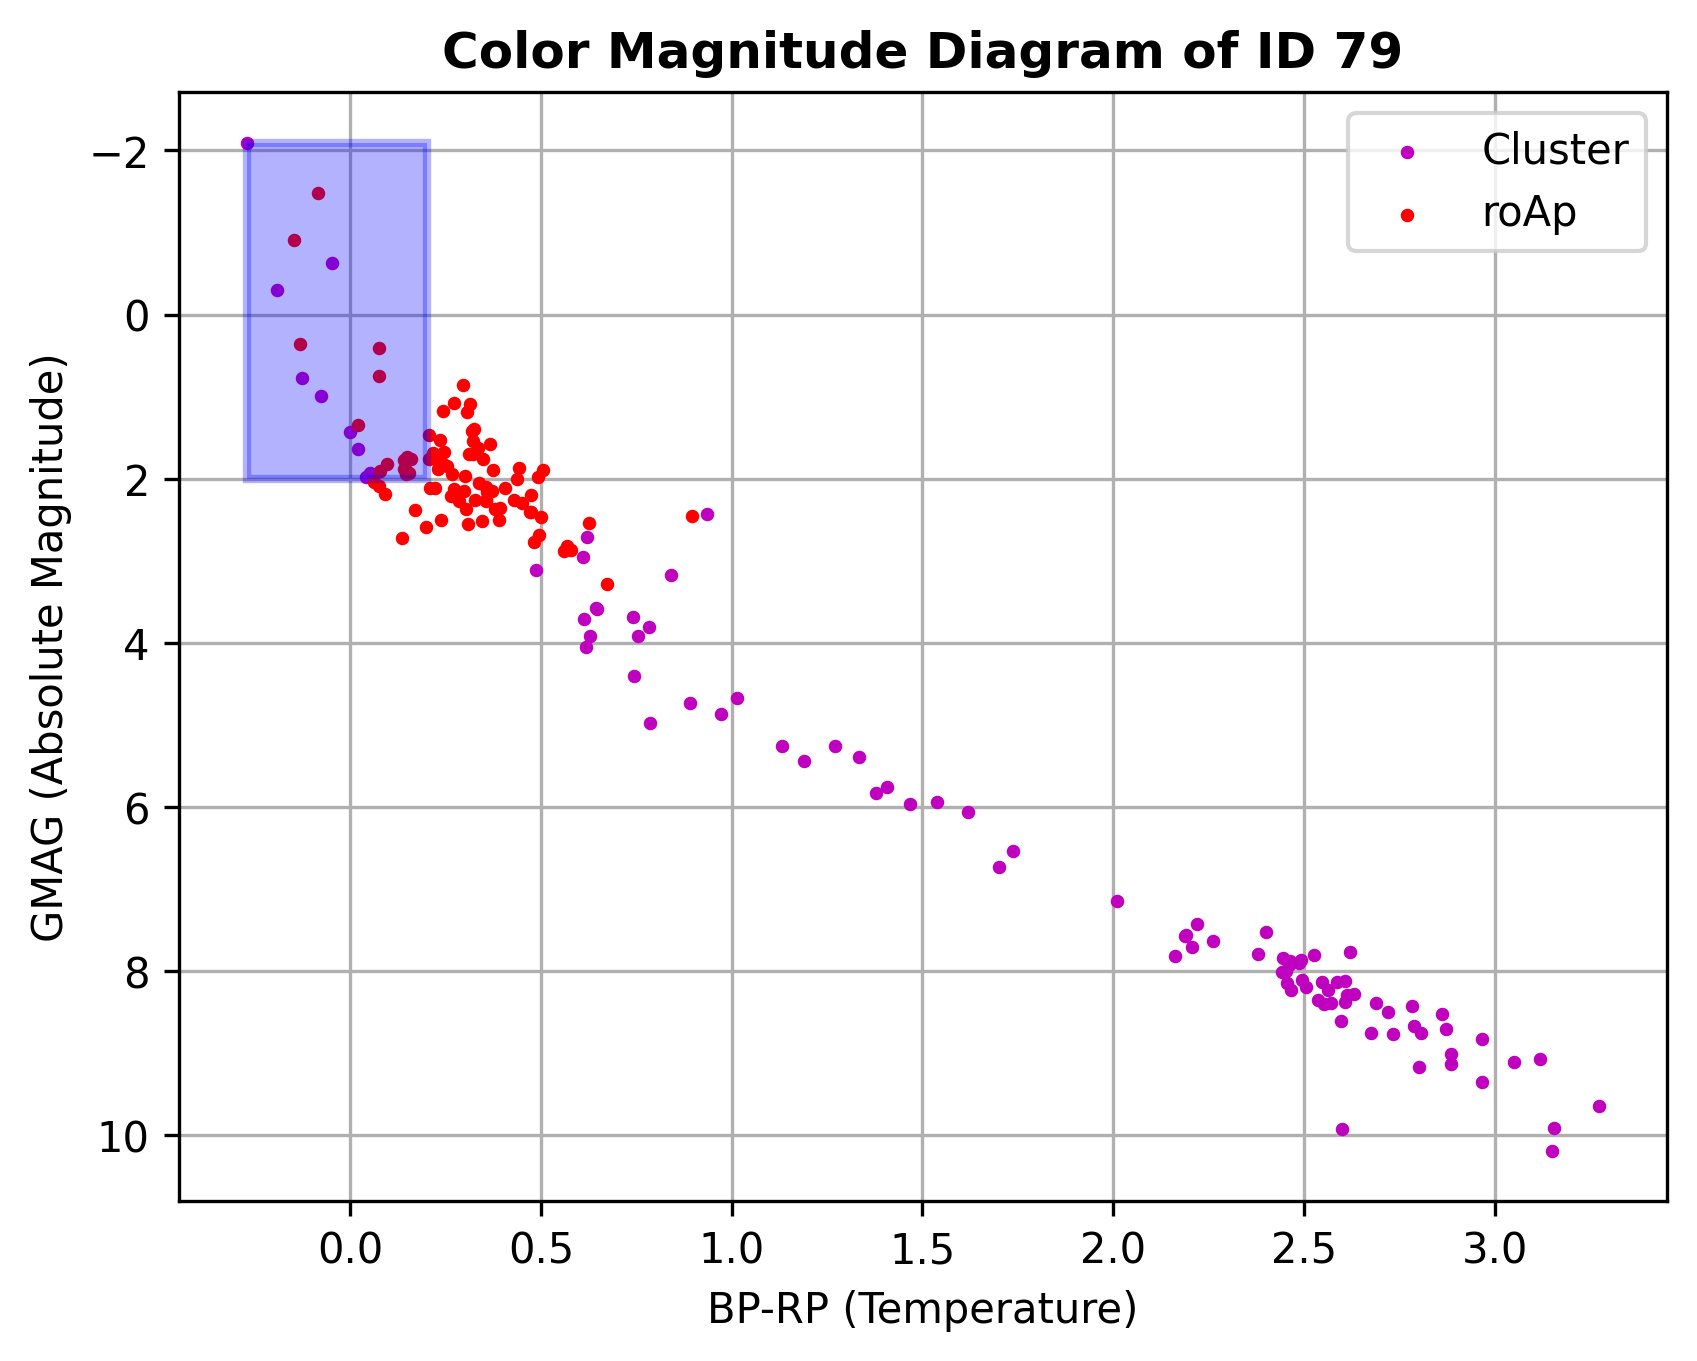 Color Magnitude Diagram of ID 79
Cluster
roAp
GMAG (Absolute Magnitude)
−2
0
2
4
6
8
10
0.0 0.5 1.0 1.5 2.0 2.5 3.0
BP-RP (Temperature)